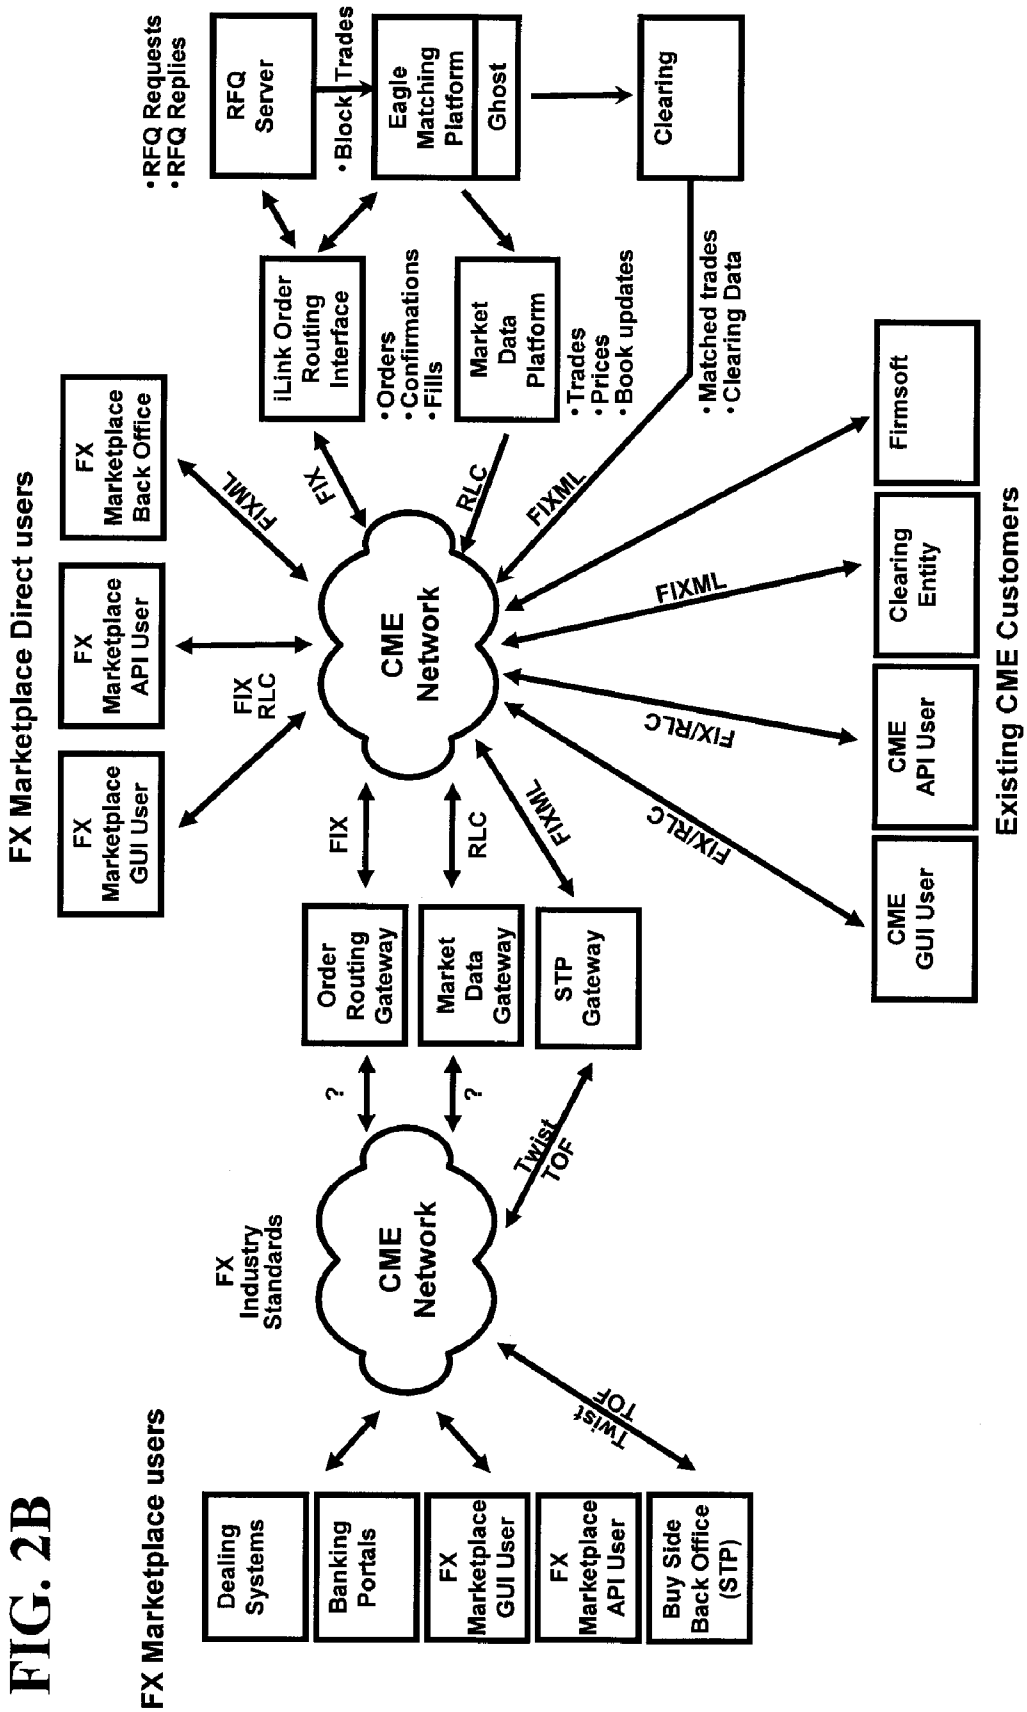 FIG. 2B
FX Marketplace users
Dealing
Systems
Banking
Portals
FX
Marketplace
GUI User
FX
Marketplace
API User
Buy Side
Back Office
(STP)
FX
Industry
Standards
CME
Network
Twist
TOF
?
?
Twist
TOF
Order
Routing
Gateway
Market
Data
Gateway
STP
Gateway
FIX
RLC
FIXML
FX Marketplace Direct users
FX
Marketplace
GUI User
FX
Marketplace
API User
FX
Marketplace
Back Office
FIX
RLC
FIXML
CME
Network
FIX
RLC
FIXML
iLink Order
Routing
Interface
•Orders
•Confirmations
•Fills
Market
Data
Platform
•Trades
•Prices
•Book updates
•RFQ Requests
•RFQ Replies
RFQ
Server
•Block Trades
Eagle
Matching
Platform
Ghost
Clearing
•Matched trades
•Clearing Data
FIX/RLC
FIX/RLC
FIXML
CME
GUI User
CME
API User
Clearing
Entity
Firmsoft
Existing CME Customers